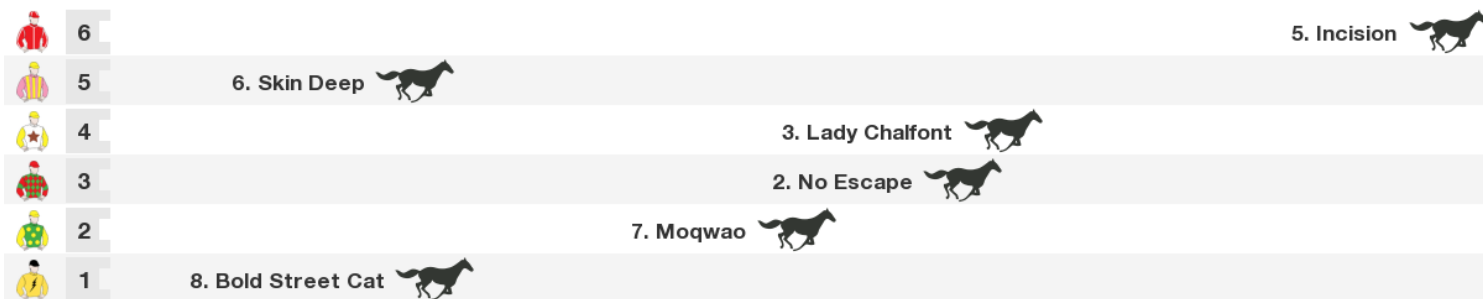 6 5. Incision
5 6. Skin Deep
4 3. Lady Chalfont
3 2. No Escape
2 7. Moqwao
1 8. Bold Street Cat